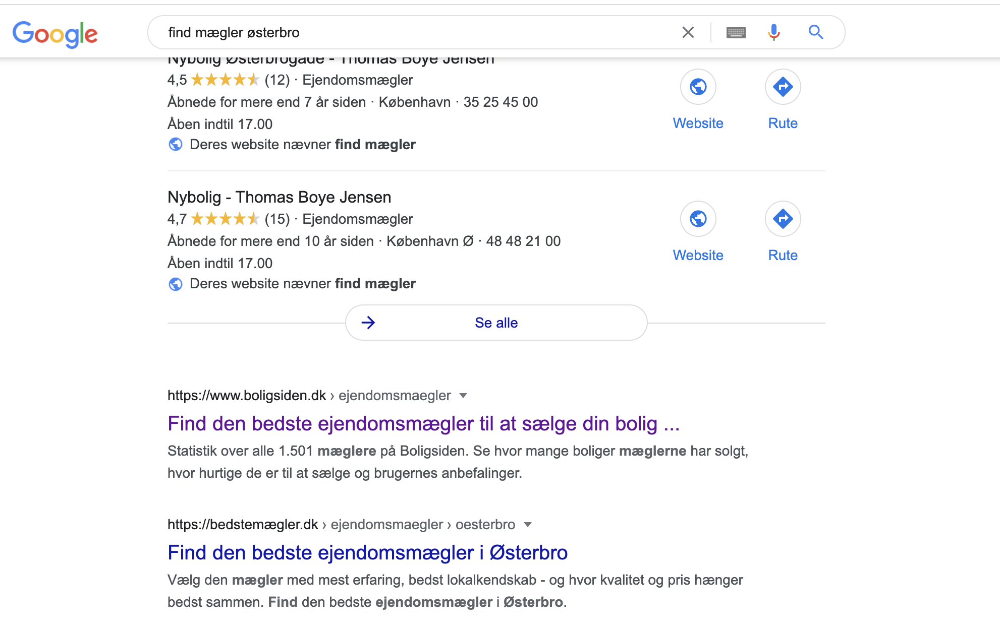 Google
find mægler østerbro
Nybolig Østerbrogade - Thomas Boye Jensen
4,5 (12) · Ejendomsmægler
Åbnede for mere end 7 år siden · København · 35 25 45 00
Åben indtil 17.00
Deres website nævner find mægler
Website
Rute
Nybolig - Thomas Boye Jensen
4,7 (15) · Ejendomsmægler
Åbnede for mere end 10 år siden · København Ø · 48 48 21 00
Åben indtil 17.00
Deres website nævner find mægler
Website
Rute
Se alle
https://www.boligsiden.dk › ejendomsmaegler
Find den bedste ejendomsmægler til at sælge din bolig ...
Statistik over alle 1.501 mæglere på Boligsiden. Se hvor mange boliger mæglerne har solgt,
hvor hurtige de er til at sælge og brugernes anbefalinger.
https://bedstemægler.dk › ejendomsmaegler › oesterbro
Find den bedste ejendomsmægler i Østerbro
Vælg den mægler med mest erfaring, bedst lokalkendskab - og hvor kvalitet og pris hænger
bedst sammen. Find den bedste ejendomsmægler i Østerbro.